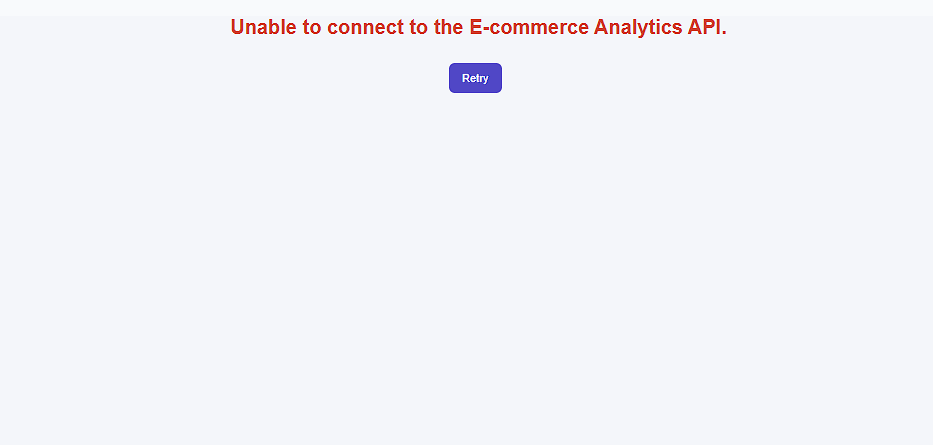 Unable to connect to the E-commerce Analytics API.
Retry